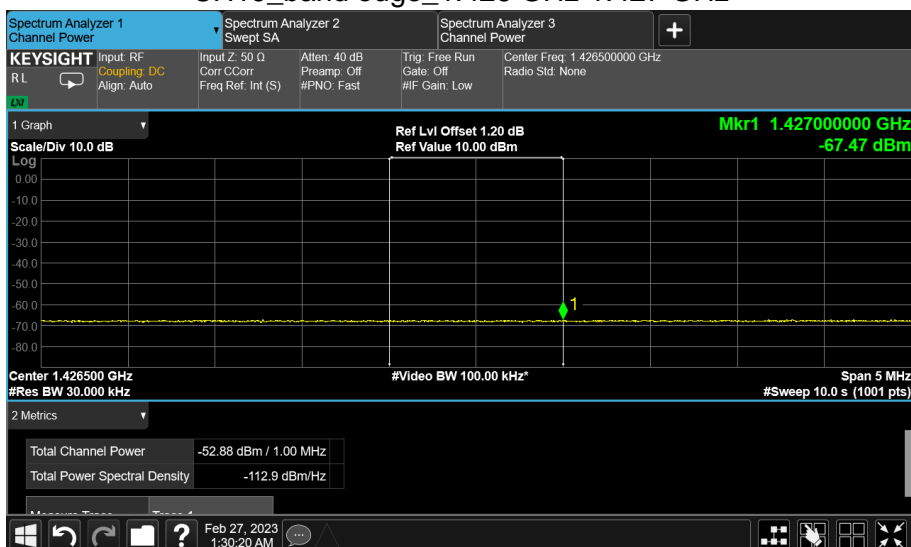 Spectrum Analyzer 1
Channel Power
Spectrum Analyzer 2
Swept SA
Spectrum Analyzer 3
Channel Power
+
KEYSIGHT
RL
LXI
Input: RF
Coupling: DC
Align: Auto
Input Z: 50 Ω
Corr CCorr
Freq Ref: Int (S)
Atten: 40 dB
Preamp: Off
#PNO: Fast
Trig: Free Run
Gate: Off
#IF Gain: Low
Center Freq: 1.426500000 GHz
Radio Std: None
1 Graph
Scale/Div 10.0 dB
Ref Lvl Offset 1.20 dB
Ref Value 10.00 dBm
Mkr1 1.427000000 GHz
-67.47 dBm
Log
0.00
-10.0
-20.0
-30.0
-40.0
-50.0
-60.0
-70.0
-80.0
1
Center 1.426500 GHz
#Res BW 30.000 kHz
#Video BW 100.00 kHz*
Span 5 MHz
#Sweep 10.0 s (1001 pts)
2 Metrics
Total Channel Power -52.88 dBm / 1.00 MHz
Total Power Spectral Density -112.9 dBm/Hz
?
Feb 27, 2023
1:30:20 AM